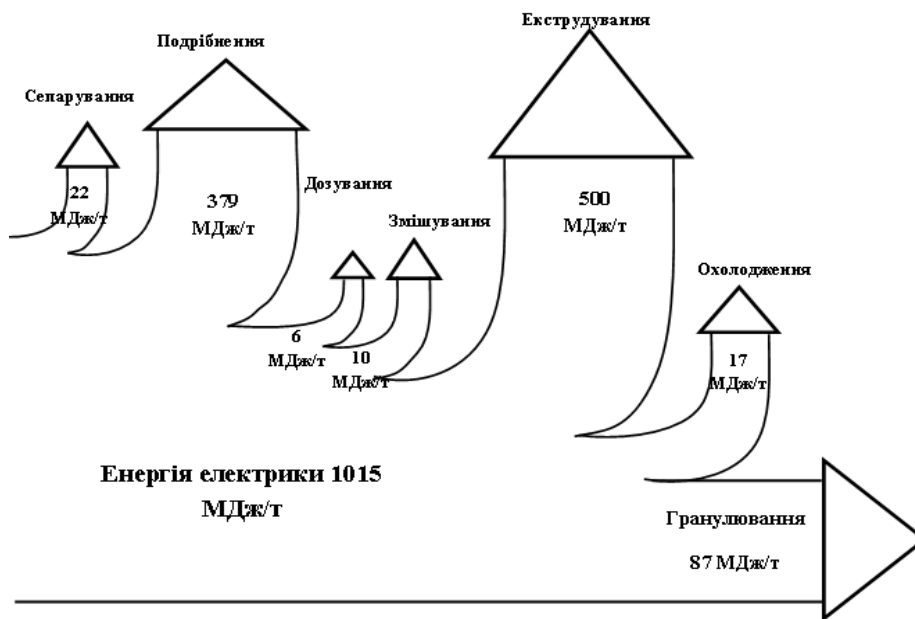 Екструдування
Подрібнення
Сепарування
22
МДж/т
379
МДж/т
Дозування
Змішування
500
МДж/т
Охолодження
6
МДж/т
10
МДж/т
17
МДж/т
Енергія електрики 1015
МДж/т
Гранулювання
87 МДж/т